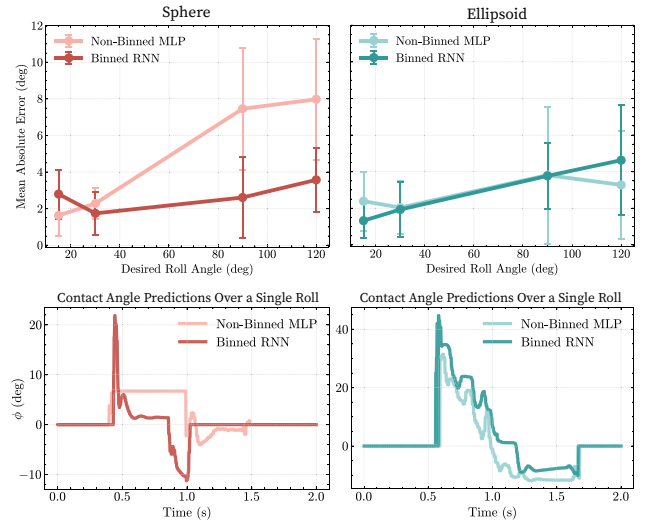 Sphere
Ellipsoid
Non-Binned MLP
Binned RNN
Non-Binned MLP
Binned RNN
Mean Absolute Error (deg)
12
10
8
6
4
2
0
20 40 60 80 100 120
20 40 60 80 100 120
Desired Roll Angle (deg)
Desired Roll Angle (deg)
Contact Angle Predictions Over a Single Roll
Contact Angle Predictions Over a Single Roll
Non-Binned MLP
Binned RNN
Non-Binned MLP
Binned RNN
ϕ (deg)
20
10
0
−10
40
20
0
0.0 0.5 1.0 1.5 2.0
0.0 0.5 1.0 1.5 2.0
Time (s)
Time (s)